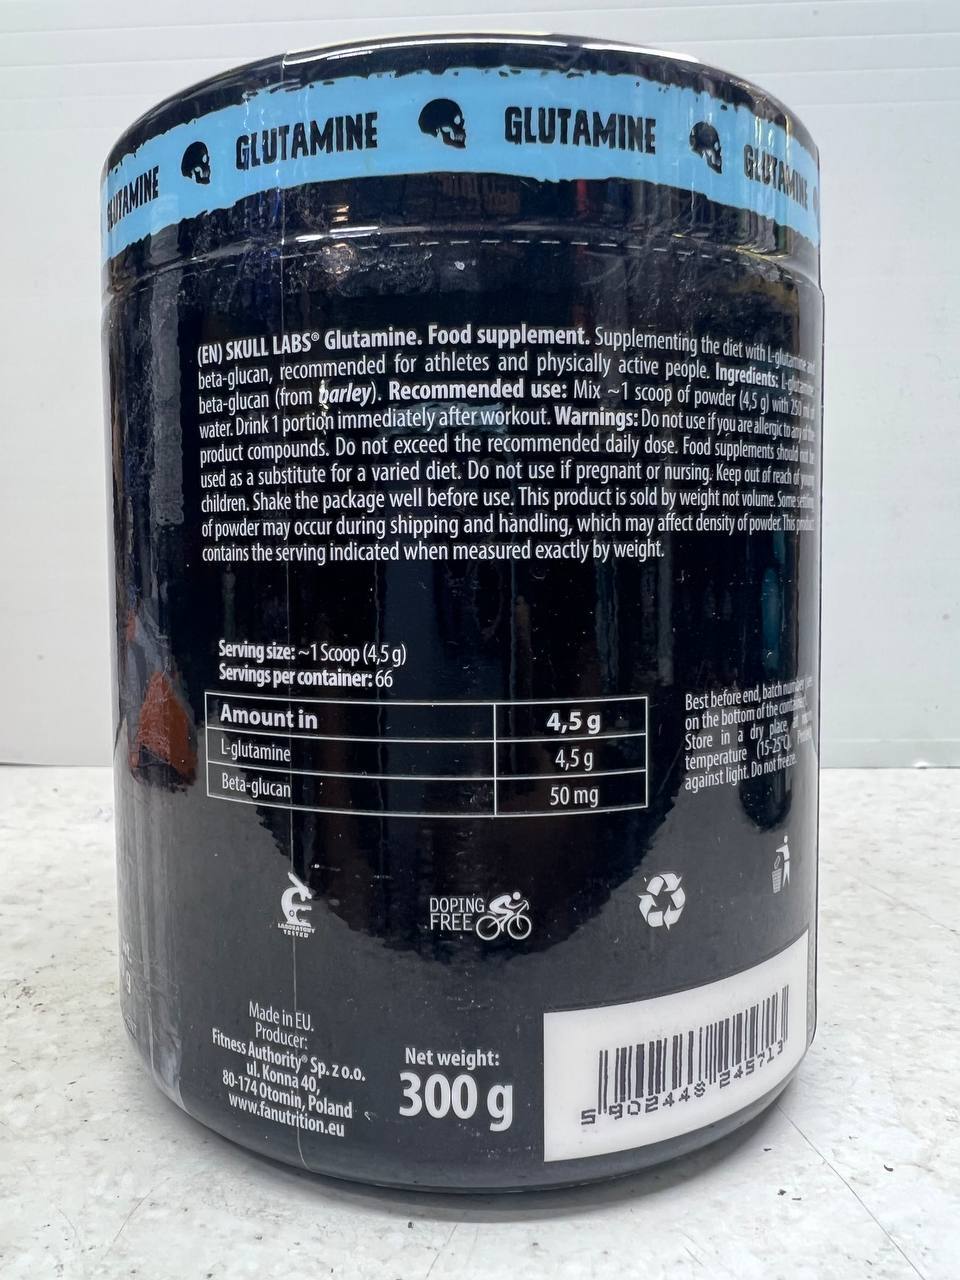 GLUTAMINE GLUTAMINE GLUTAMINE GLUTAMINE
(EN) SKULL LABS® Glutamine. Food supplement. Supplementing the diet with L-glutamine and
beta-glucan, recommended for athletes and physically active people. Ingredients: L-glutamine
beta-glucan (from barley). Recommended use: Mix ~1 scoop of powder (4,5 g) with 250 ml of
water. Drink 1 portion immediately after workout. Warnings: Do not use if you are allergic to any of the
product compounds. Do not exceed the recommended daily dose. Food supplements should not be
used as a substitute for a varied diet. Do not use if pregnant or nursing. Keep out of reach of young
children. Shake the package well before use. This product is sold by weight not volume. Some settling
of powder may occur during shipping and handling, which may affect density of powder. This product
contains the serving indicated when measured exactly by weight.
Serving size: ~1 Scoop (4,5 g)
Servings per container: 66
Amount in 4,5 g
L-glutamine 4,5 g
Beta-glucan 50 mg
Best before end, batch number
on the bottom of the
Store in a dry place,
temperature (15-25°C).
against light. Do not freeze.
LABORATORY
TESTED
DOPING
FREE
Made in EU.
Producer:
Fitness Authority® Sp. z o.o.
ul. Konna 40,
80-174 Otomin, Poland
www.fanutrition.eu
Net weight:
300 g
5 902448 245713